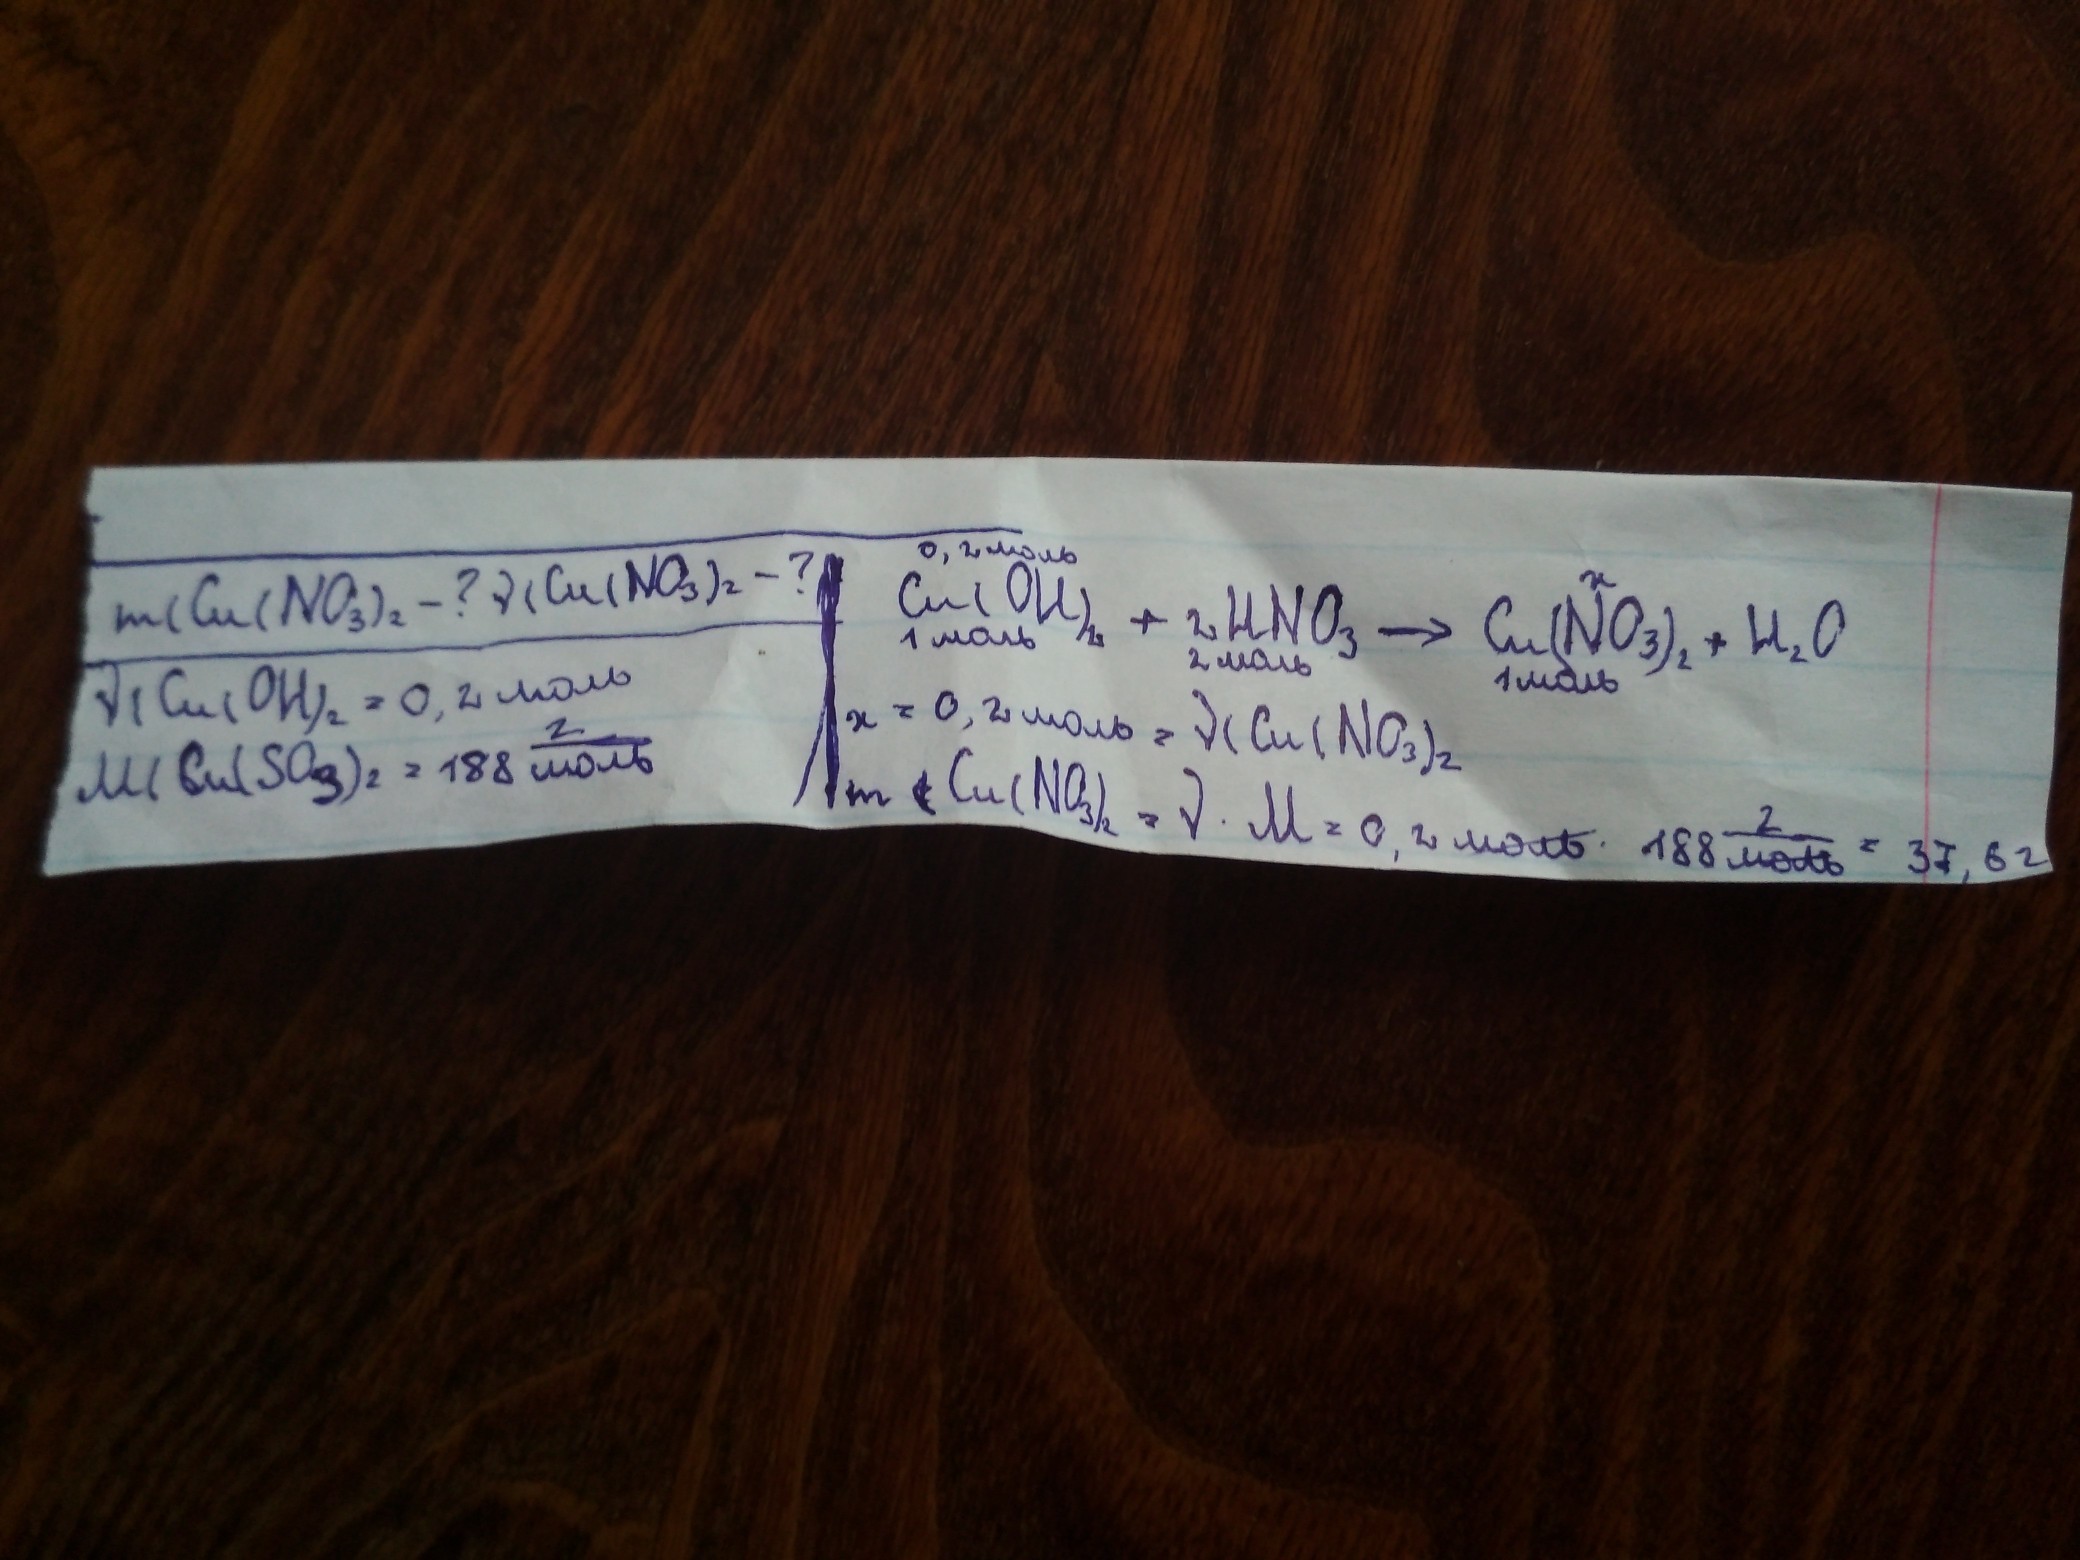 m(Cu(NO₃)₂ - ? ν(Cu(NO₃)₂ - ?
ν(Cu(OH)₂ = 0,2 моль
M(Cu(SO₃)₂ = 188 г/моль
0,2 моль x
Cu(OH)₂ + 2HNO₃ → Cu(NO₃)₂ + H₂O
1 моль 2 моль 1 моль
x = 0,2 моль = ν(Cu(NO₃)₂
m(Cu(NO₃)₂ = ν · M = 0,2 моль · 188 г/моль = 37,6 г